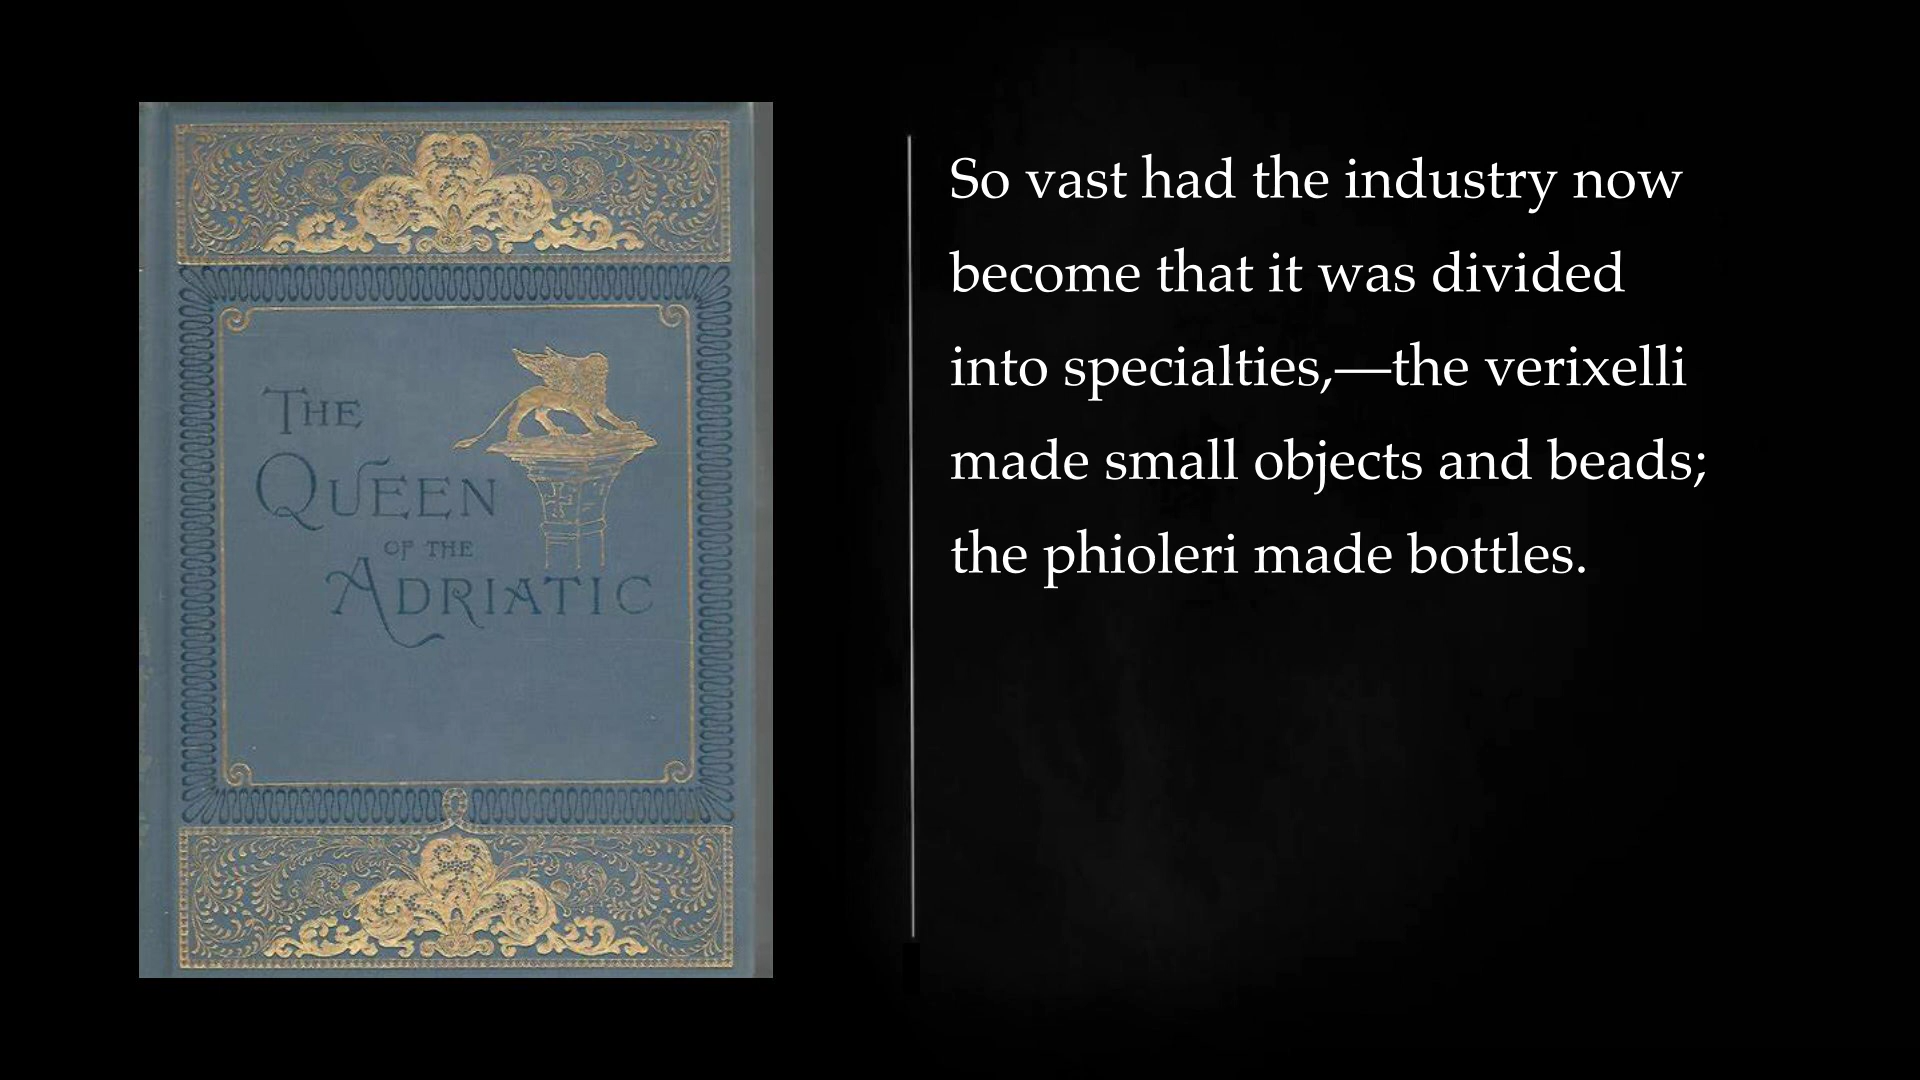 THE
QUEEN
OF THE
ADRIATIC
So vast had the industry now
become that it was divided
into specialties,—the verixelli
made small objects and beads;
the phioleri made bottles.